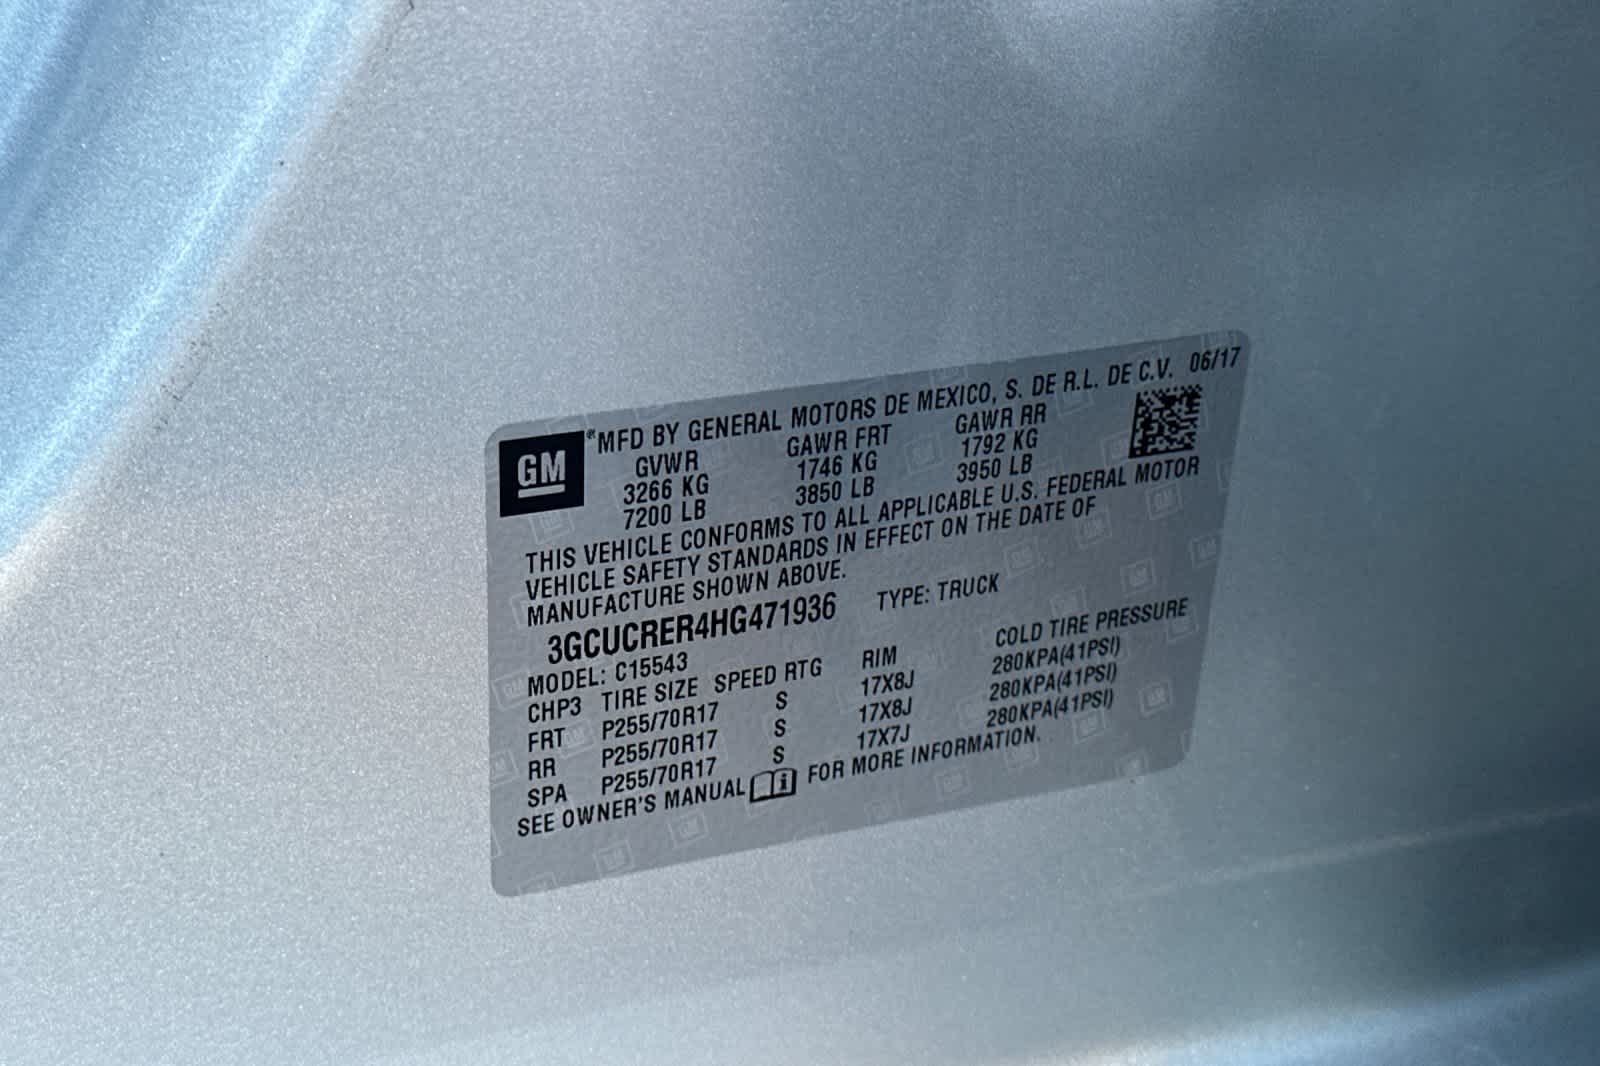 GM
®MFD BY GENERAL MOTORS DE MEXICO, S. DE R.L. DE C.V. 06/17
GVWR GAWR FRT GAWR RR
3266 KG 1746 KG 1792 KG
7200 LB 3850 LB 3950 LB
THIS VEHICLE CONFORMS TO ALL APPLICABLE U.S. FEDERAL MOTOR
VEHICLE SAFETY STANDARDS IN EFFECT ON THE DATE OF
MANUFACTURE SHOWN ABOVE.
3GCUCRER4HG471936 TYPE: TRUCK
MODEL: C15543
CHP3 TIRE SIZE SPEED RTG RIM COLD TIRE PRESSURE
FRT P255/70R17 S 17X8J 280KPA(41PSI)
RR P255/70R17 S 17X8J 280KPA(41PSI)
SPA P255/70R17 S 17X7J 280KPA(41PSI)
SEE OWNER'S MANUAL FOR MORE INFORMATION.